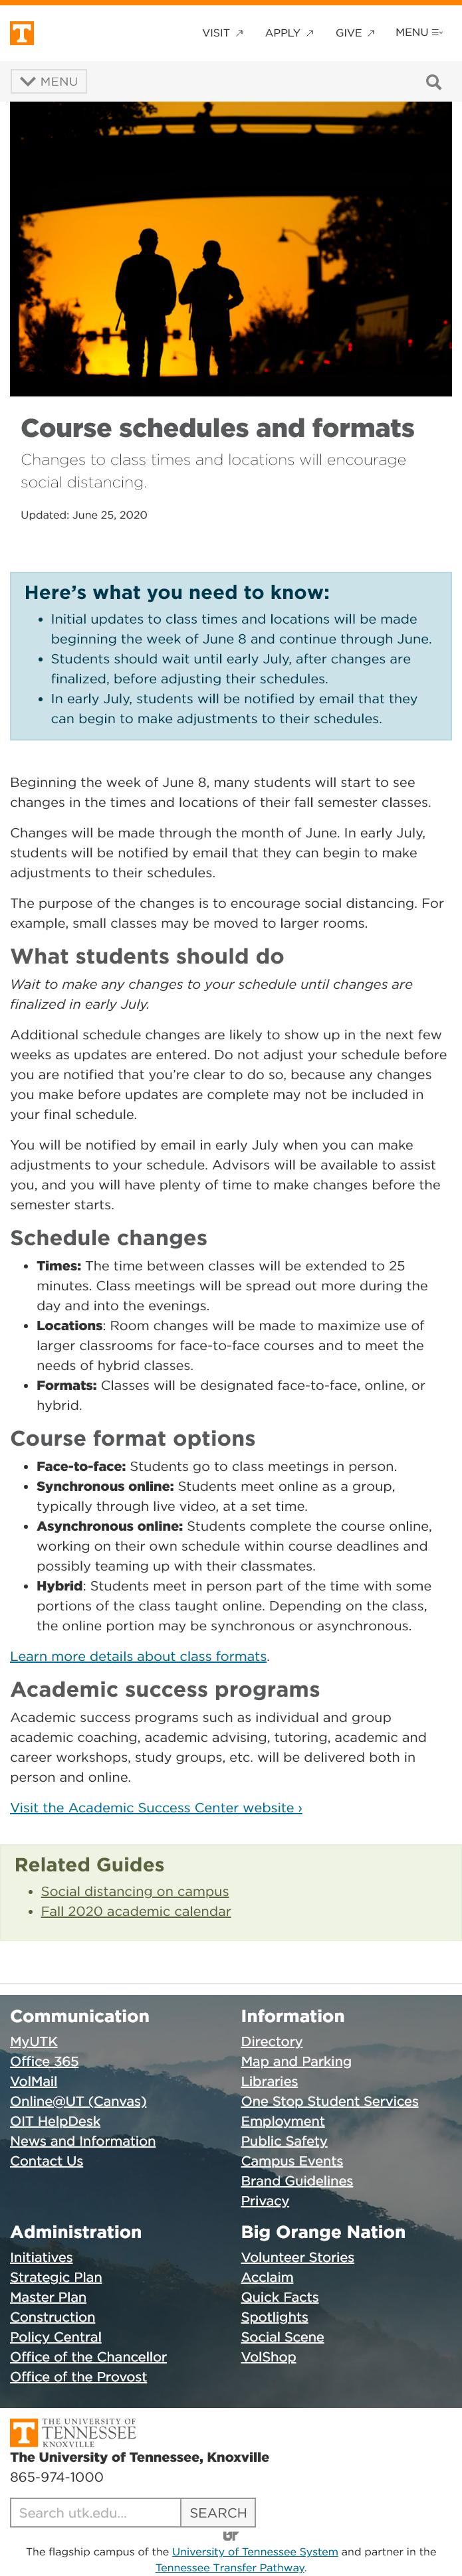 T
VISIT ↗ APPLY ↗ GIVE ↗ MENU
MENU
Course schedules and formats
Changes to class times and locations will encourage
social distancing.
Updated: June 25, 2020
Here’s what you need to know:
• Initial updates to class times and locations will be made
beginning the week of June 8 and continue through June.
• Students should wait until early July, after changes are
finalized, before adjusting their schedules.
• In early July, students will be notified by email that they
can begin to make adjustments to their schedules.
Beginning the week of June 8, many students will start to see
changes in the times and locations of their fall semester classes.
Changes will be made through the month of June. In early July,
students will be notified by email that they can begin to make
adjustments to their schedules.
The purpose of the changes is to encourage social distancing. For
example, small classes may be moved to larger rooms.
What students should do
Wait to make any changes to your schedule until changes are
finalized in early July.
Additional schedule changes are likely to show up in the next few
weeks as updates are entered. Do not adjust your schedule before
you are notified that you’re clear to do so, because any changes
you make before updates are complete may not be included in
your final schedule.
You will be notified by email in early July when you can make
adjustments to your schedule. Advisors will be available to assist
you, and you will have plenty of time to make changes before the
semester starts.
Schedule changes
• Times: The time between classes will be extended to 25
minutes. Class meetings will be spread out more during the
day and into the evenings.
• Locations: Room changes will be made to maximize use of
larger classrooms for face-to-face courses and to meet the
needs of hybrid classes.
• Formats: Classes will be designated face-to-face, online, or
hybrid.
Course format options
• Face-to-face: Students go to class meetings in person.
• Synchronous online: Students meet online as a group,
typically through live video, at a set time.
• Asynchronous online: Students complete the course online,
working on their own schedule within course deadlines and
possibly teaming up with their classmates.
• Hybrid: Students meet in person part of the time with some
portions of the class taught online. Depending on the class,
the online portion may be synchronous or asynchronous.
Learn more details about class formats.
Academic success programs
Academic success programs such as individual and group
academic coaching, academic advising, tutoring, academic and
career workshops, study groups, etc. will be delivered both in
person and online.
Visit the Academic Success Center website ›
Related Guides
• Social distancing on campus
• Fall 2020 academic calendar
Communication
MyUTK
Office 365
VolMail
Online@UT (Canvas)
OIT HelpDesk
News and Information
Contact Us
Information
Directory
Map and Parking
Libraries
One Stop Student Services
Employment
Public Safety
Campus Events
Brand Guidelines
Privacy
Administration
Initiatives
Strategic Plan
Master Plan
Construction
Policy Central
Office of the Chancellor
Office of the Provost
Big Orange Nation
Volunteer Stories
Acclaim
Quick Facts
Spotlights
Social Scene
VolShop
T
THE UNIVERSITY OF
TENNESSEE
KNOXVILLE
The University of Tennessee, Knoxville
865-974-1000
Search utk.edu... SEARCH
UT
The flagship campus of the University of Tennessee System and partner in the
Tennessee Transfer Pathway.